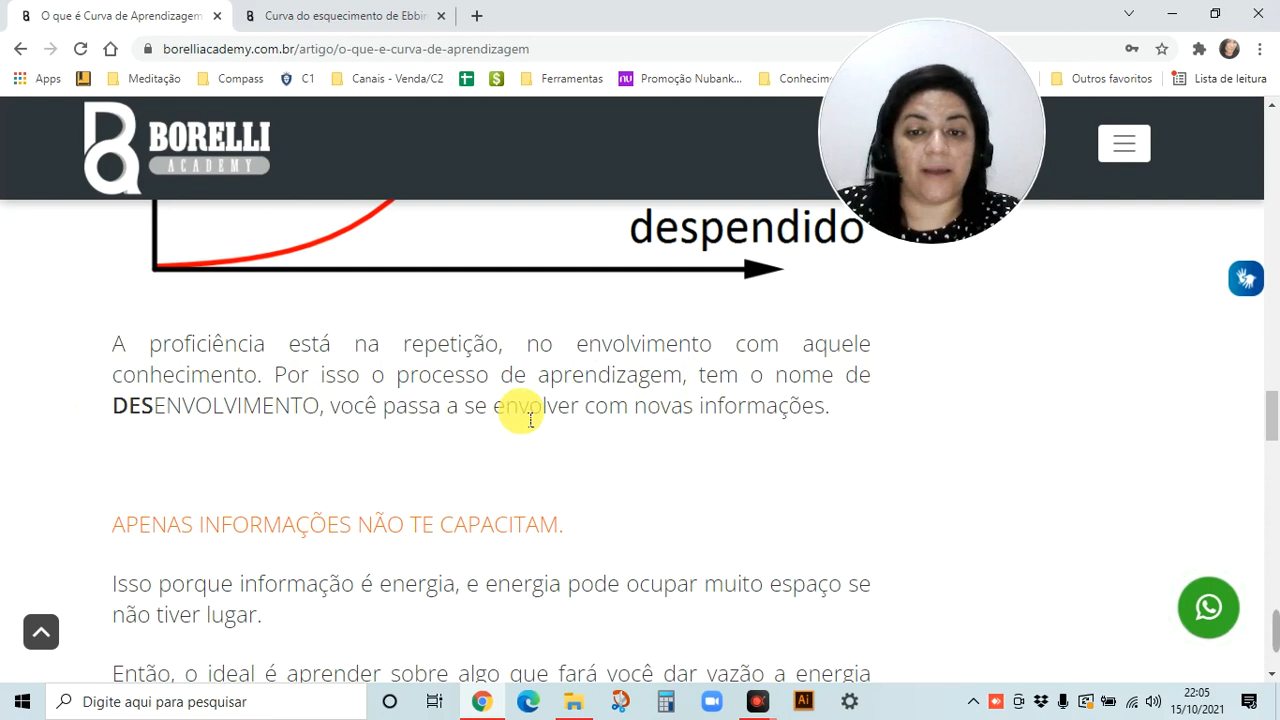 O que é Curva de Aprendizagem
Curva do esquecimento de Ebbin
borelliacademy.com.br/artigo/o-que-e-curva-de-aprendizagem
Apps
Meditação
Compass
C1
Canais - Venda/C2
Ferramentas
Promoção Nubank...
Conhecime
Outros favoritos
Lista de leitura
BORELLI
ACADEMY
despendido
A proficiência está na repetição, no envolvimento com aquele
conhecimento. Por isso o processo de aprendizagem, tem o nome de
DESENVOLVIMENTO, você passa a se envolver com novas informações.
APENAS INFORMAÇÕES NÃO TE CAPACITAM.
Isso porque informação é energia, e energia pode ocupar muito espaço se
não tiver lugar.
Então, o ideal é aprender sobre algo que fará você dar vazão a energia
Digite aqui para pesquisar
22:05
15/10/2021